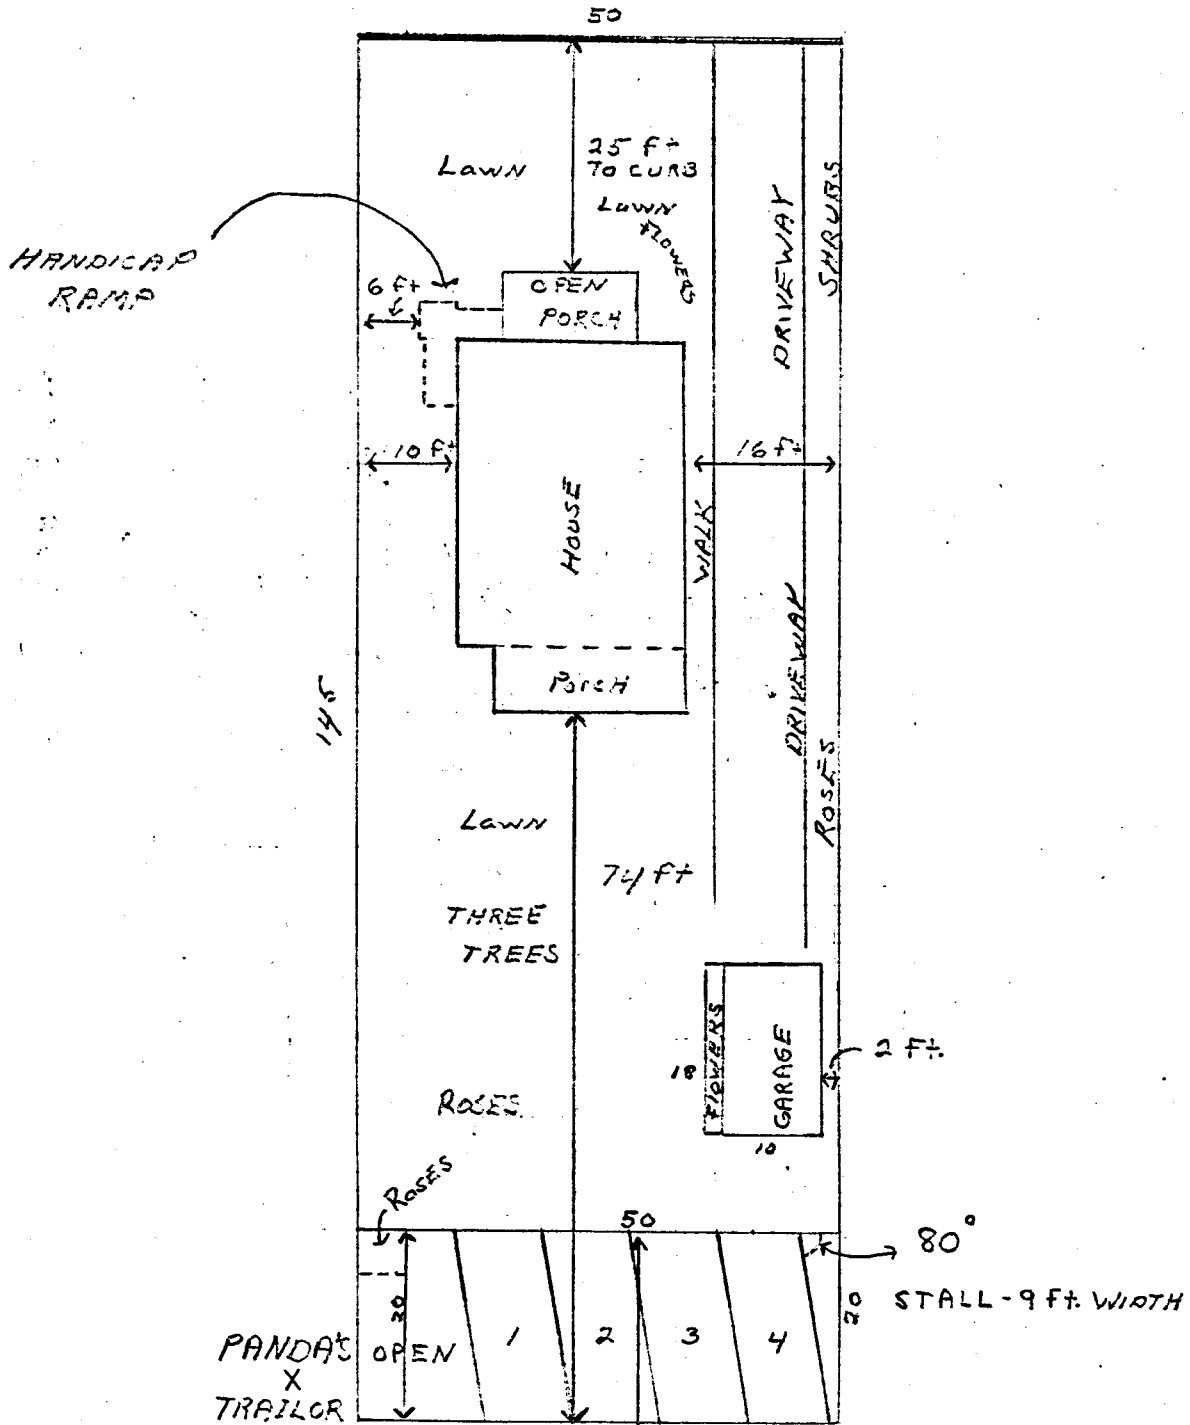 50
Lawn
25 ft
TO CURB
Lawn
FLOWERS
DRIVEWAY
SHRUBS
HANDICAP
RAMP
6 ft
OPEN
PORCH
10 ft
16 ft
HOUSE
WALK
PORCH
145
DRIVEWAY
ROSES
Lawn
74 ft
THREE
TREES
FLOWERS
GARAGE
18
2 ft.
10
ROSES
ROSES
50
80°
20
20
STALL - 9 ft. WIDTH
1
2
3
4
PANDA'S
OPEN
X
TRAILOR